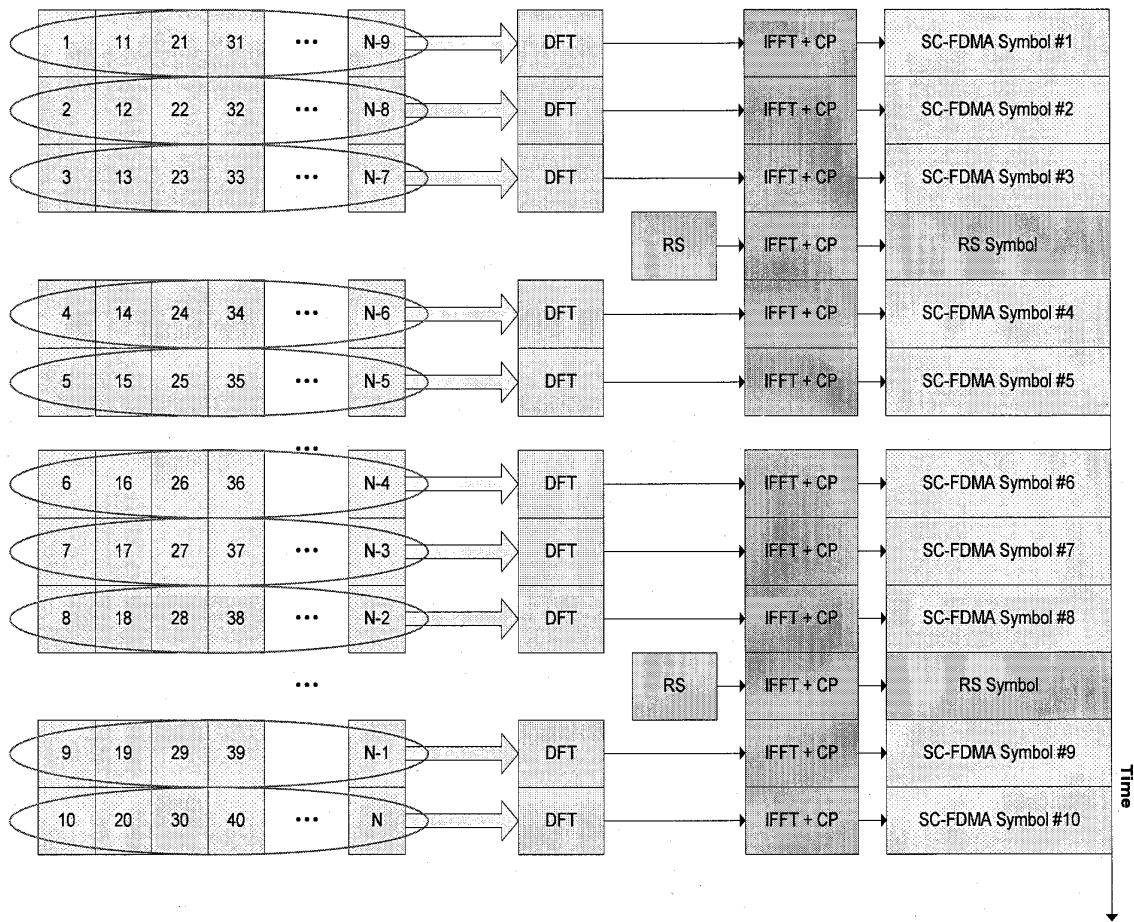 1 11 21 31 ••• N-9 DFT IFFT + CP SC-FDMA Symbol #1
2 12 22 32 ••• N-8 DFT IFFT + CP SC-FDMA Symbol #2
3 13 23 33 ••• N-7 DFT IFFT + CP SC-FDMA Symbol #3
RS IFFT + CP RS Symbol
4 14 24 34 ••• N-6 DFT IFFT + CP SC-FDMA Symbol #4
5 15 25 35 ••• N-5 DFT IFFT + CP SC-FDMA Symbol #5
•••
6 16 26 36 N-4 DFT IFFT + CP SC-FDMA Symbol #6
7 17 27 37 ••• N-3 DFT IFFT + CP SC-FDMA Symbol #7
8 18 28 38 ••• N-2 DFT IFFT + CP SC-FDMA Symbol #8
••• RS IFFT + CP RS Symbol
9 19 29 39 N-1 DFT IFFT + CP SC-FDMA Symbol #9
10 20 30 40 ••• N DFT IFFT + CP SC-FDMA Symbol #10
Time